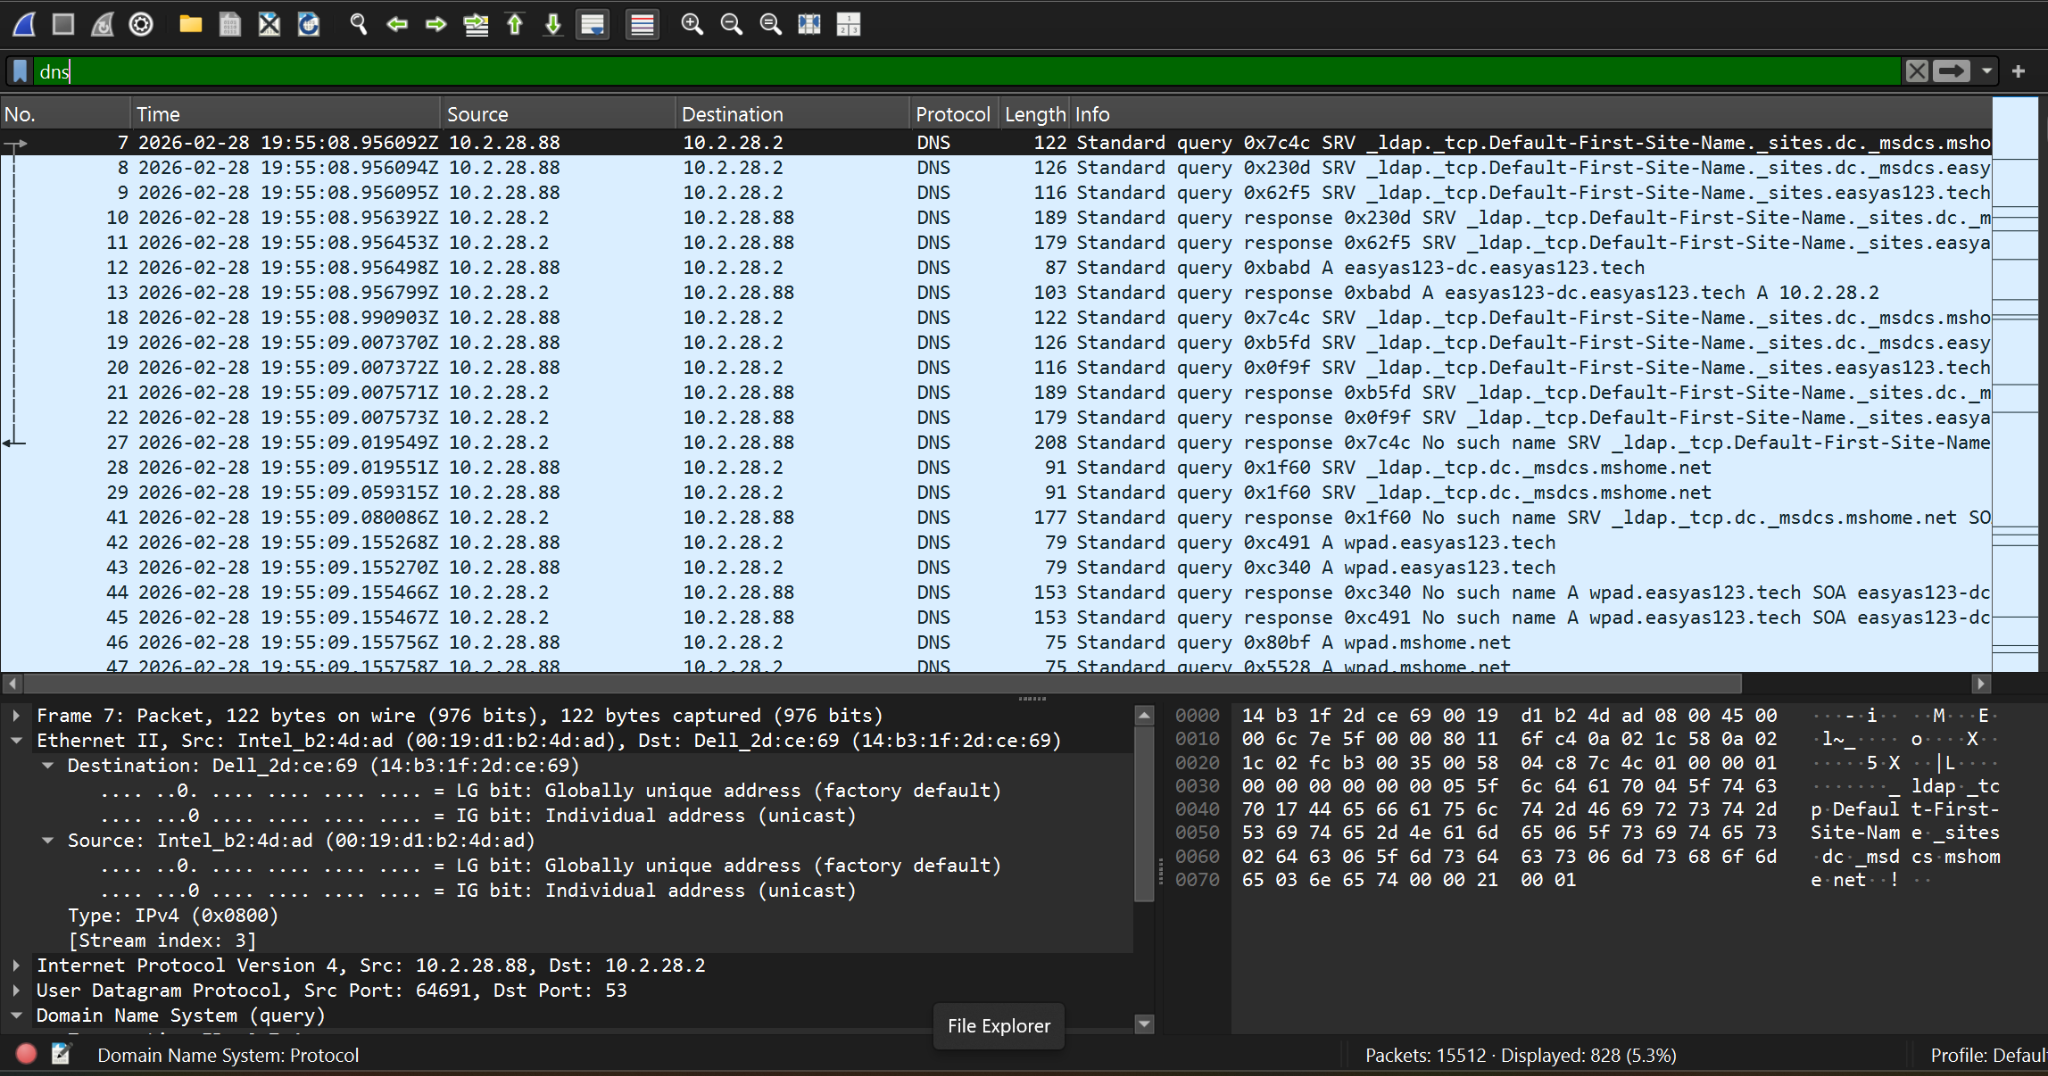 dns
No. Time Source Destination Protocol Length Info
7 2026-02-28 19:55:08.956092Z 10.2.28.88 10.2.28.2 DNS 122 Standard query 0x7c4c SRV _ldap._tcp.Default-First-Site-Name._sites.dc._msdcs.msho
8 2026-02-28 19:55:08.956094Z 10.2.28.88 10.2.28.2 DNS 126 Standard query 0x230d SRV _ldap._tcp.Default-First-Site-Name._sites.dc._msdcs.easy
9 2026-02-28 19:55:08.956095Z 10.2.28.88 10.2.28.2 DNS 116 Standard query 0x62f5 SRV _ldap._tcp.Default-First-Site-Name._sites.easyas123.tech
10 2026-02-28 19:55:08.956392Z 10.2.28.2 10.2.28.88 DNS 189 Standard query response 0x230d SRV _ldap._tcp.Default-First-Site-Name._sites.dc._m
11 2026-02-28 19:55:08.956453Z 10.2.28.2 10.2.28.88 DNS 179 Standard query response 0x62f5 SRV _ldap._tcp.Default-First-Site-Name._sites.easya
12 2026-02-28 19:55:08.956498Z 10.2.28.88 10.2.28.2 DNS 87 Standard query 0xbabd A easyas123-dc.easyas123.tech
13 2026-02-28 19:55:08.956799Z 10.2.28.2 10.2.28.88 DNS 103 Standard query response 0xbabd A easyas123-dc.easyas123.tech A 10.2.28.2
18 2026-02-28 19:55:08.990903Z 10.2.28.88 10.2.28.2 DNS 122 Standard query 0x7c4c SRV _ldap._tcp.Default-First-Site-Name._sites.dc._msdcs.msho
19 2026-02-28 19:55:09.007370Z 10.2.28.88 10.2.28.2 DNS 126 Standard query 0xb5fd SRV _ldap._tcp.Default-First-Site-Name._sites.dc._msdcs.easy
20 2026-02-28 19:55:09.007372Z 10.2.28.88 10.2.28.2 DNS 116 Standard query 0x0f9f SRV _ldap._tcp.Default-First-Site-Name._sites.easyas123.tech
21 2026-02-28 19:55:09.007571Z 10.2.28.2 10.2.28.88 DNS 189 Standard query response 0xb5fd SRV _ldap._tcp.Default-First-Site-Name._sites.dc._m
22 2026-02-28 19:55:09.007573Z 10.2.28.2 10.2.28.88 DNS 179 Standard query response 0x0f9f SRV _ldap._tcp.Default-First-Site-Name._sites.easya
27 2026-02-28 19:55:09.019549Z 10.2.28.2 10.2.28.88 DNS 208 Standard query response 0x7c4c No such name SRV _ldap._tcp.Default-First-Site-Name
28 2026-02-28 19:55:09.019551Z 10.2.28.88 10.2.28.2 DNS 91 Standard query 0x1f60 SRV _ldap._tcp.dc._msdcs.mshome.net
29 2026-02-28 19:55:09.059315Z 10.2.28.88 10.2.28.2 DNS 91 Standard query 0x1f60 SRV _ldap._tcp.dc._msdcs.mshome.net
41 2026-02-28 19:55:09.080086Z 10.2.28.2 10.2.28.88 DNS 177 Standard query response 0x1f60 No such name SRV _ldap._tcp.dc._msdcs.mshome.net SO
42 2026-02-28 19:55:09.155268Z 10.2.28.88 10.2.28.2 DNS 79 Standard query 0xc491 A wpad.easyas123.tech
43 2026-02-28 19:55:09.155270Z 10.2.28.88 10.2.28.2 DNS 79 Standard query 0xc340 A wpad.easyas123.tech
44 2026-02-28 19:55:09.155466Z 10.2.28.2 10.2.28.88 DNS 153 Standard query response 0xc340 No such name A wpad.easyas123.tech SOA easyas123-dc
45 2026-02-28 19:55:09.155467Z 10.2.28.2 10.2.28.88 DNS 153 Standard query response 0xc491 No such name A wpad.easyas123.tech SOA easyas123-dc
46 2026-02-28 19:55:09.155756Z 10.2.28.88 10.2.28.2 DNS 75 Standard query 0x80bf A wpad.mshome.net
47 2026-02-28 19:55:09.155758Z 10.2.28.88 10.2.28.2 DNS 75 Standard query 0x5528 A wpad.mshome.net
Frame 7: Packet, 122 bytes on wire (976 bits), 122 bytes captured (976 bits)
Ethernet II, Src: Intel_b2:4d:ad (00:19:d1:b2:4d:ad), Dst: Dell_2d:ce:69 (14:b3:1f:2d:ce:69)
Destination: Dell_2d:ce:69 (14:b3:1f:2d:ce:69)
.... ..0. .... .... .... .... = LG bit: Globally unique address (factory default)
.... ...0 .... .... .... .... = IG bit: Individual address (unicast)
Source: Intel_b2:4d:ad (00:19:d1:b2:4d:ad)
.... ..0. .... .... .... .... = LG bit: Globally unique address (factory default)
.... ...0 .... .... .... .... = IG bit: Individual address (unicast)
Type: IPv4 (0x0800)
[Stream index: 3]
Internet Protocol Version 4, Src: 10.2.28.88, Dst: 10.2.28.2
User Datagram Protocol, Src Port: 64691, Dst Port: 53
Domain Name System (query)
0000 14 b3 1f 2d ce 69 00 19 d1 b2 4d ad 08 00 45 00 ···-·i·· ··M···E·
0010 00 6c 7e 5f 00 00 80 11 6f c4 0a 02 1c 58 0a 02 ·l~_···· o····X··
0020 1c 02 fc b3 00 35 00 58 04 c8 7c 4c 01 00 00 01 ·····5·X ··|L····
0030 00 00 00 00 00 00 05 5f 6c 64 61 70 04 5f 74 63 ·······_ ldap·_tc
0040 70 17 44 65 66 61 75 6c 74 2d 46 69 72 73 74 2d p·Defaul t-First-
0050 53 69 74 65 2d 4e 61 6d 65 06 5f 73 69 74 65 73 Site-Nam e·_sites
0060 02 64 63 06 5f 6d 73 64 63 73 06 6d 73 68 6f 6d ·dc·_msd cs·mshom
0070 65 03 6e 65 74 00 00 21 00 01 e·net··! ··
File Explorer
Domain Name System: Protocol
Packets: 15512 · Displayed: 828 (5.3%)
Profile: Defaul